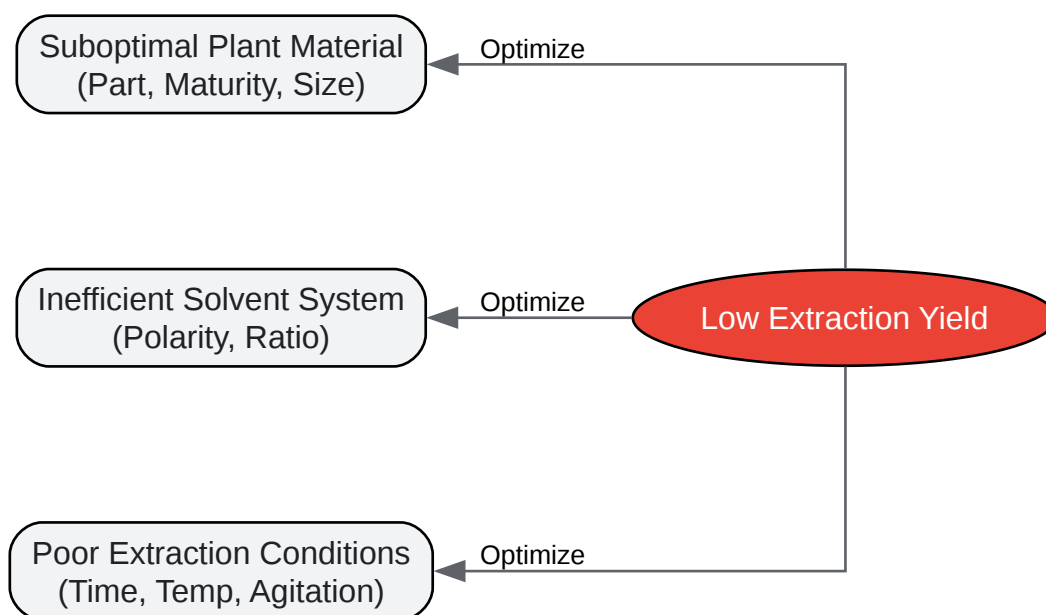 Suboptimal Plant Material
(Part, Maturity, Size)
Optimize
Inefficient Solvent System
(Polarity, Ratio)
Optimize
Low Extraction Yield
Poor Extraction Conditions
(Time, Temp, Agitation)
Optimize